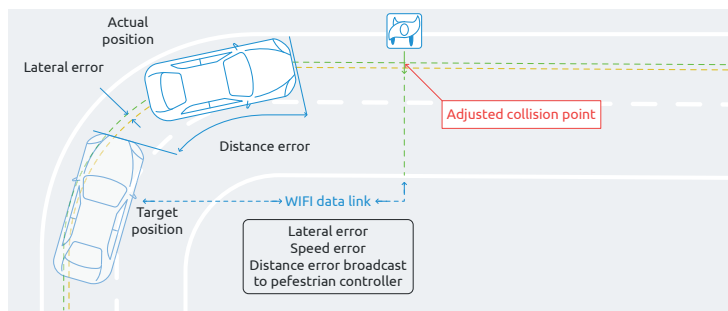 Actual
position
Lateral error
Adjusted collision point
Distance error
WIFI data link
Target
position
Lateral error
Speed error
Distance error broadcast
to pefestrian controller